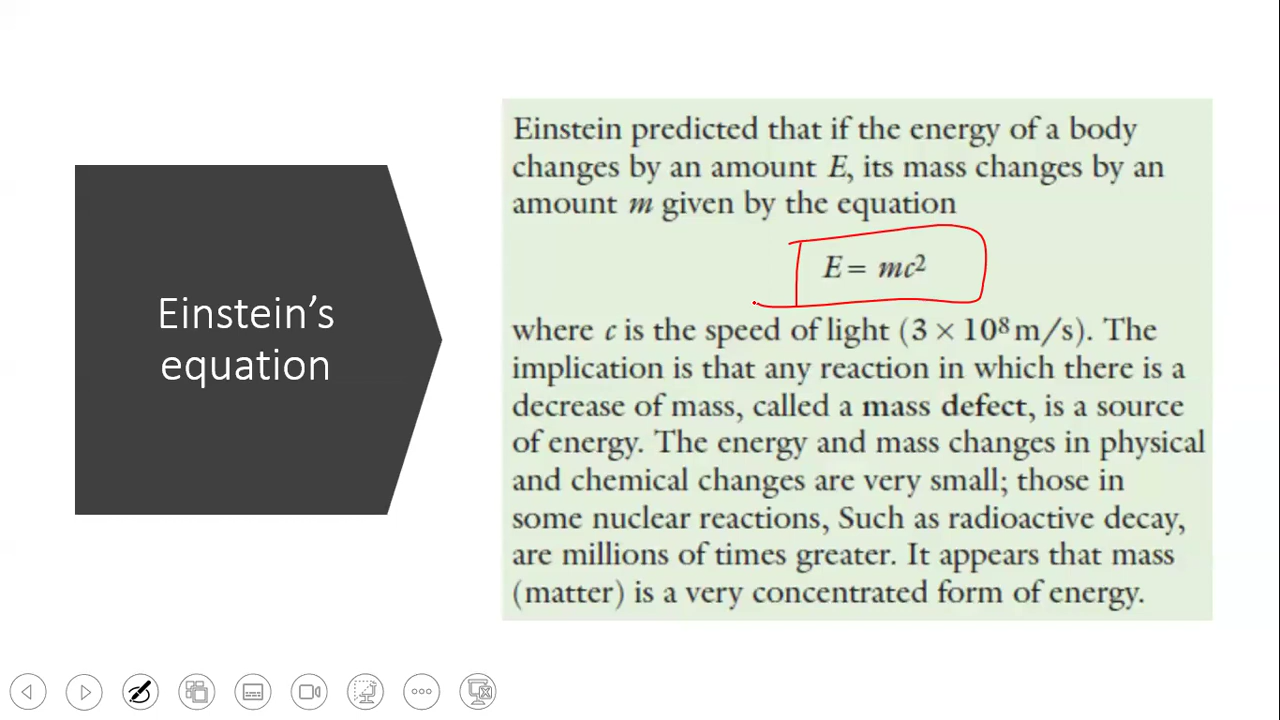 Einstein's
equation
Einstein predicted that if the energy of a body
changes by an amount E, its mass changes by an
amount m given by the equation
E = mc²
where c is the speed of light (3 × 10⁸ m/s). The
implication is that any reaction in which there is a
decrease of mass, called a mass defect, is a source
of energy. The energy and mass changes in physical
and chemical changes are very small; those in
some nuclear reactions, Such as radioactive decay,
are millions of times greater. It appears that mass
(matter) is a very concentrated form of energy.